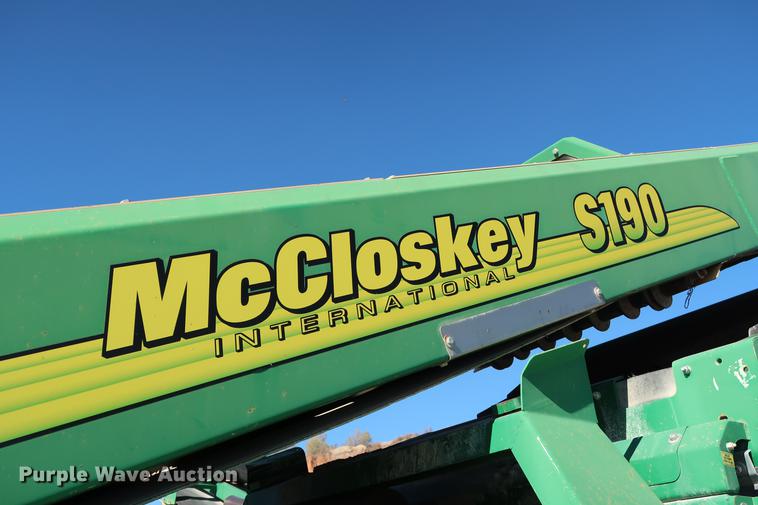 McCloskey S190
INTERNATIONAL
Purple Wave Auction